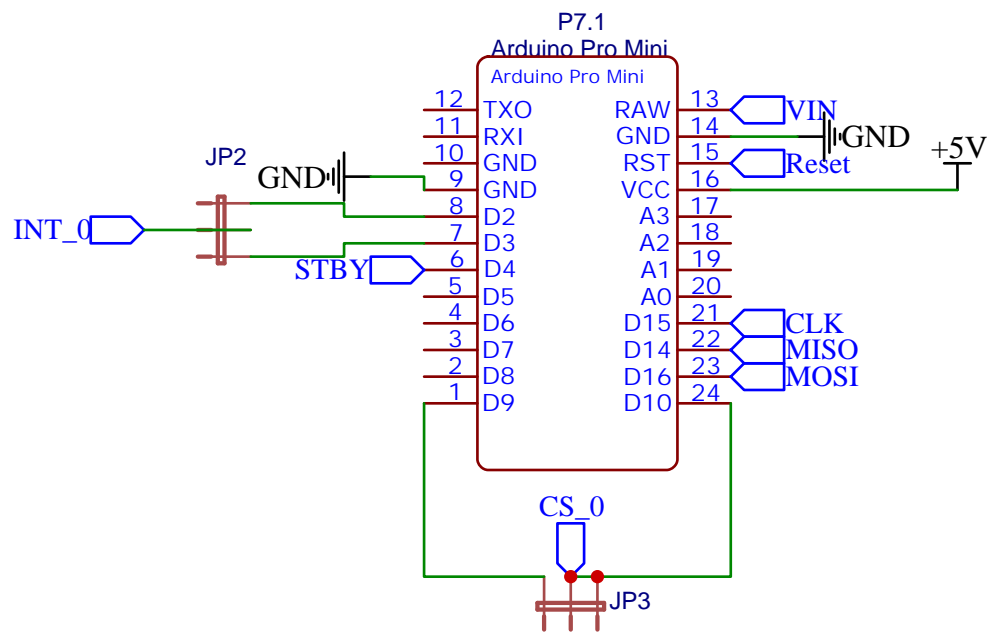 P7.1
Arduino Pro Mini
Arduino Pro Mini
12 TXO RAW 13 VIN
11 RXI GND 14 GND
10 GND RST 15 Reset
GND 9 GND VCC 16 +5V
JP2
8 D2 A3 17
INT_0
7 D3 A2 18
STBY 6 D4 A1 19
5 D5 A0 20
4 D6 D15 21 CLK
3 D7 D14 22 MISO
2 D8 D16 23 MOSI
1 D9 D10 24
CS_0
JP3